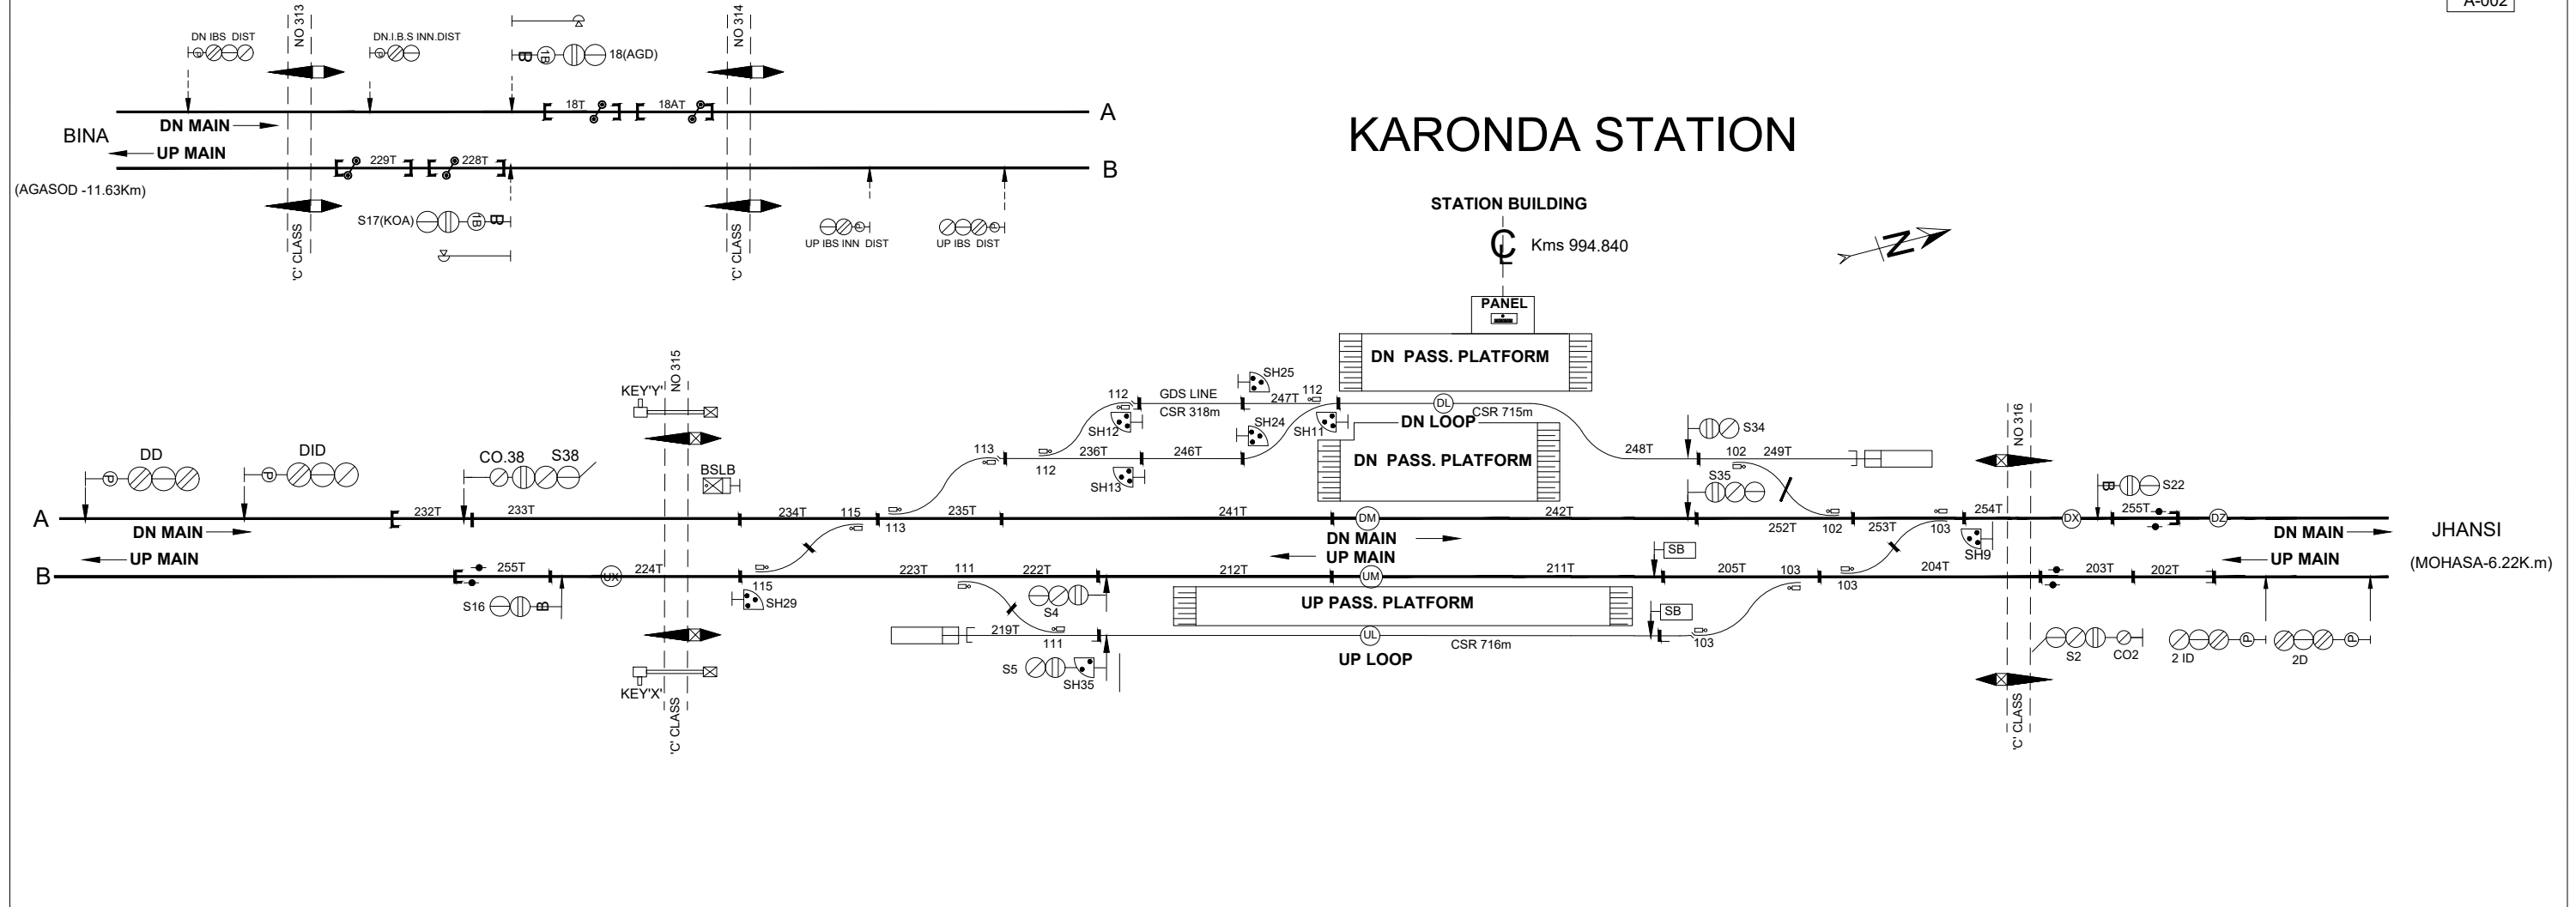 A-002
KARONDA STATION
DN IBS DIST
P
NO 313
DN.I.B.S INN.DIST
P
B
1B
18(AGD)
NO 314
18T
18AT
A
BINA
DN MAIN
UP MAIN
229T
228T
B
(AGASOD -11.63Km)
S17(KOA)
1B
B
P
UP IBS INN DIST
P
UP IBS DIST
'C' CLASS
'C' CLASS
STATION BUILDING
CL
Kms 994.840
N
PANEL
DN PASS. PLATFORM
KEY'Y'
NO 315
112
GDS LINE
CSR 318m
SH25
247T
112
DL
CSR 715m
DN LOOP
SH12
SH24
SH11
NO 316
DD
P
DID
P
CO.38
S38
BSLB
113
112
236T
246T
SH13
DN PASS. PLATFORM
248T
S34
102
249T
S35
B
S22
A
232T
233T
234T
115
113
235T
241T
DM
242T
252T
102
253T
103
254T
DX
255T
DZ
DN MAIN
DN MAIN
DN MAIN
JHANSI
UP MAIN
UP MAIN
SB
SH9
UP MAIN
(MOHASA-6.22K.m)
B
255T
UX
224T
115
223T
111
222T
212T
UM
211T
205T
103
103
204T
203T
202T
S16
B
SH29
S4
UP PASS. PLATFORM
SB
219T
111
UL
CSR 716m
103
UP LOOP
S5
SH35
S2
CO2
2 ID
P
2D
P
KEY'X'
'C' CLASS
'C' CLASS